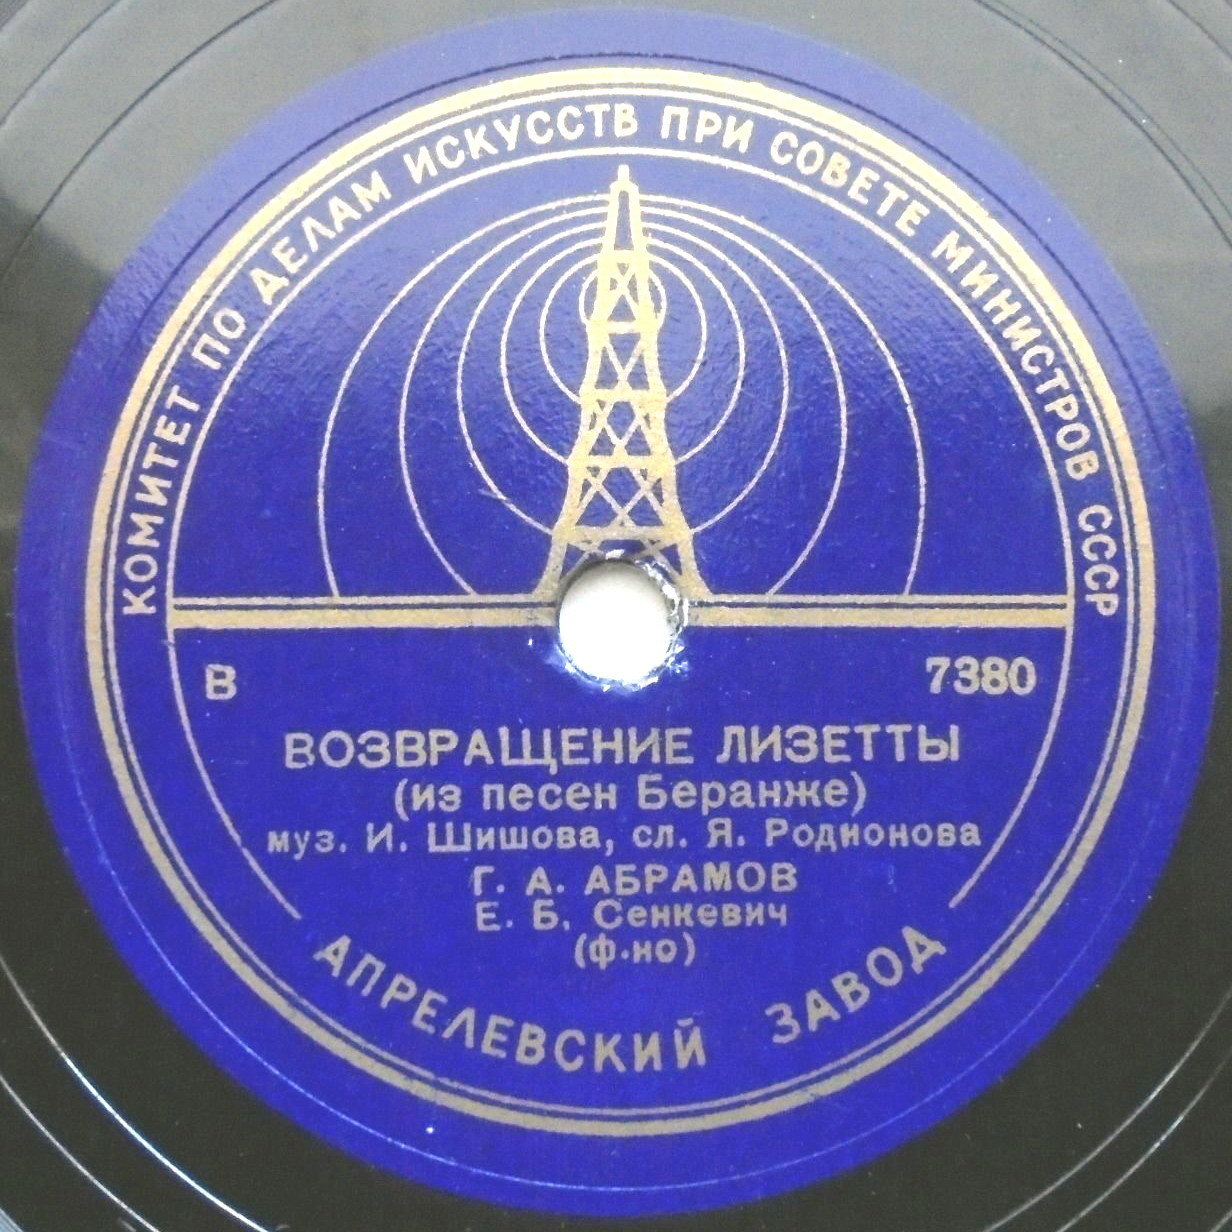 КОМИТЕТ ПО ДЕЛАМ ИСКУССТВ ПРИ СОВЕТЕ МИНИСТРОВ СССР
В 7380
ВОЗВРАЩЕНИЕ ЛИЗЕТТЫ
(из песен Беранже)
муз. И. Шишова, сл. Я. Родионова
Г. А. АБРАМОВ
Е. Б. Сенкевич
(ф-но)
АПРЕЛЕВСКИЙ ЗАВОД